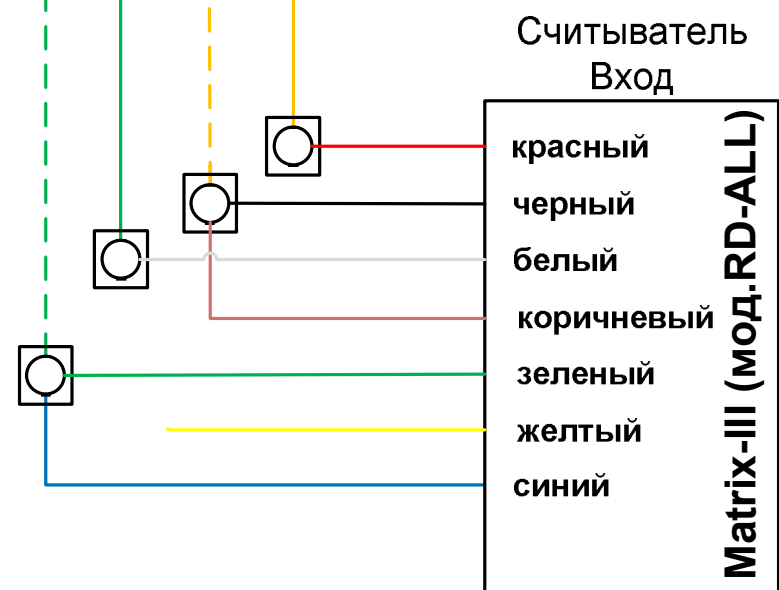 Считыватель
Вход
красный
черный
белый
коричневый
зеленый
желтый
синий
Matrix-III (мод.RD-ALL)